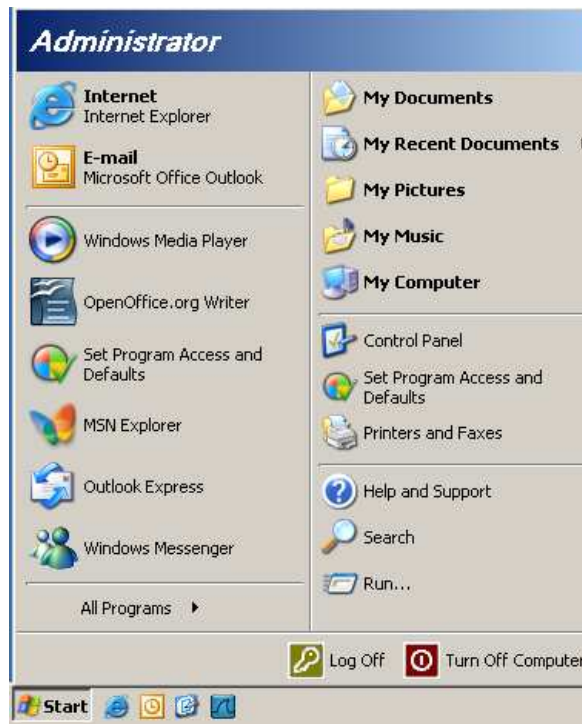 Administrator
Internet
Internet Explorer
E-mail
Microsoft Office Outlook
Windows Media Player
OpenOffice.org Writer
Set Program Access and
Defaults
MSN Explorer
Outlook Express
Windows Messenger
All Programs
My Documents
My Recent Documents
My Pictures
My Music
My Computer
Control Panel
Set Program Access and
Defaults
Printers and Faxes
Help and Support
Search
Run...
Log Off
Turn Off Computer
Start